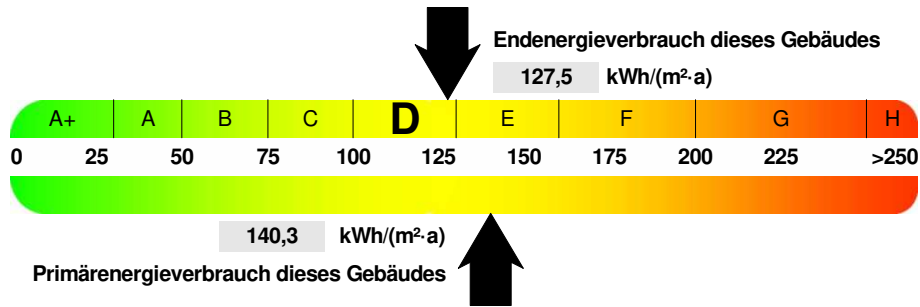 Endenergieverbrauch dieses Gebäudes
127,5 kWh/(m²·a)
A+ A B C D E F G H
0 25 50 75 100 125 150 175 200 225 >250
140,3 kWh/(m²·a)
Primärenergieverbrauch dieses Gebäudes